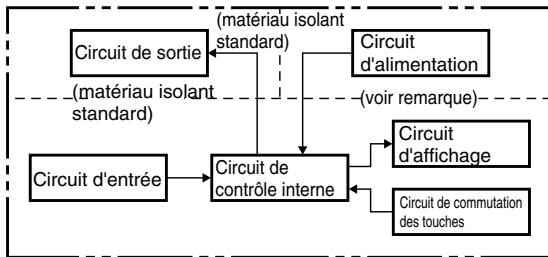 (matériau isolant
standard)
Circuit de sortie
Circuit
d'alimentation
(matériau isolant
standard)
(voir remarque)
Circuit
d'affichage
Circuit d'entrée
Circuit de
contrôle interne
Circuit de commutation
des touches